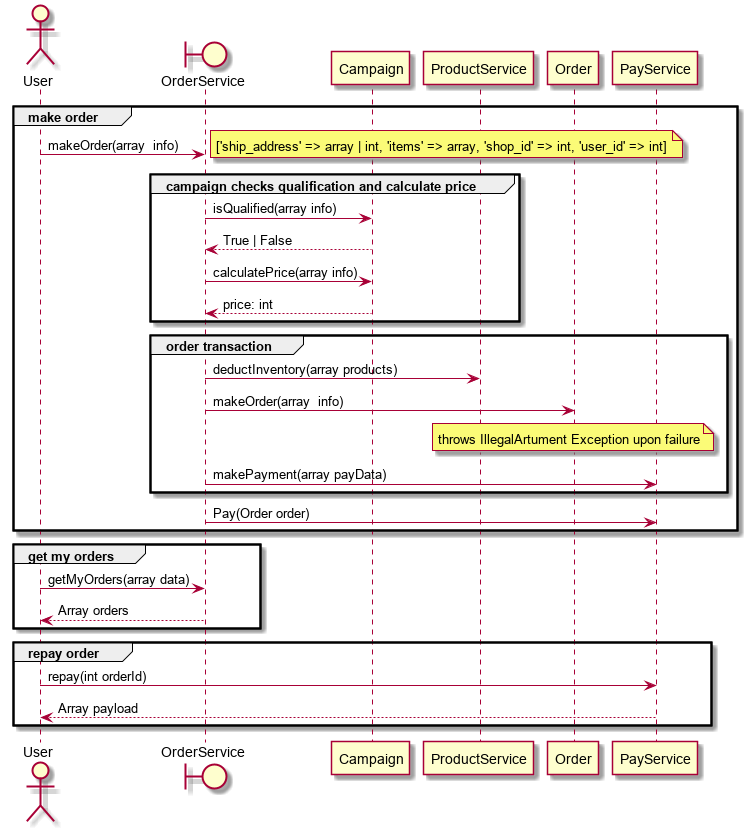 User
OrderService
Campaign
ProductService
Order
PayService
make order
makeOrder(array  info)
['ship_address' => array | int, 'items' => array, 'shop_id' => int, 'user_id' => int]
campaign checks qualification and calculate price
isQualified(array info)
True | False
calculatePrice(array info)
price: int
order transaction
deductInventory(array products)
makeOrder(array  info)
throws IllegalArtument Exception upon failure
makePayment(array payData)
Pay(Order order)
get my orders
getMyOrders(array data)
Array orders
repay order
repay(int orderId)
Array payload
User
OrderService
Campaign
ProductService
Order
PayService